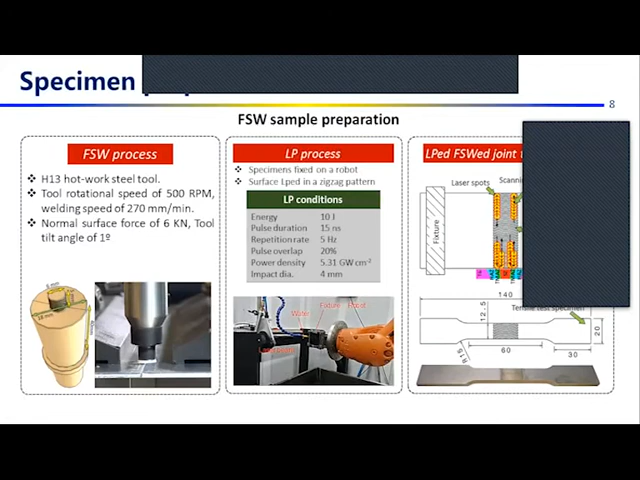 Specimen
8
FSW sample preparation
FSW process
❖ H13 hot-work steel tool.
❖ Tool rotational speed of 500 RPM,
welding speed of 270 mm/min.
❖ Normal surface force of 6 KN, Tool
tilt angle of 1º
LP process
❖ Specimens fixed on a robot
❖ Surface Lped in a zigzag pattern
LP conditions
Energy 10 J
Pulse duration 15 ns
Repetition rate 5 Hz
Pulse overlap 20%
Power density 5.31 GW cm⁻²
Impact dia. 4 mm
Water
Fixture
Robot
LPed FSWed joint
Laser spots
Fixture
140
12.5
Tensile test specimen
20
R15
60
30